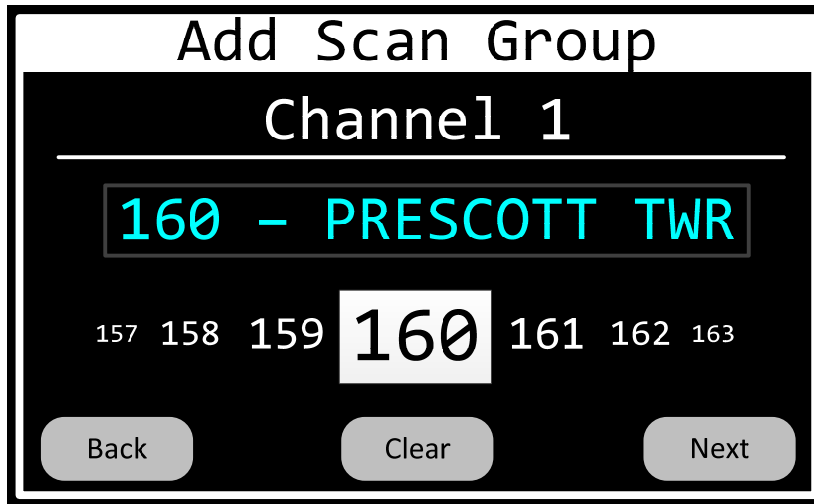 Add Scan Group
Channel 1
160 – PRESCOTT TWR
157 158 159 160 161 162 163
Back Clear Next